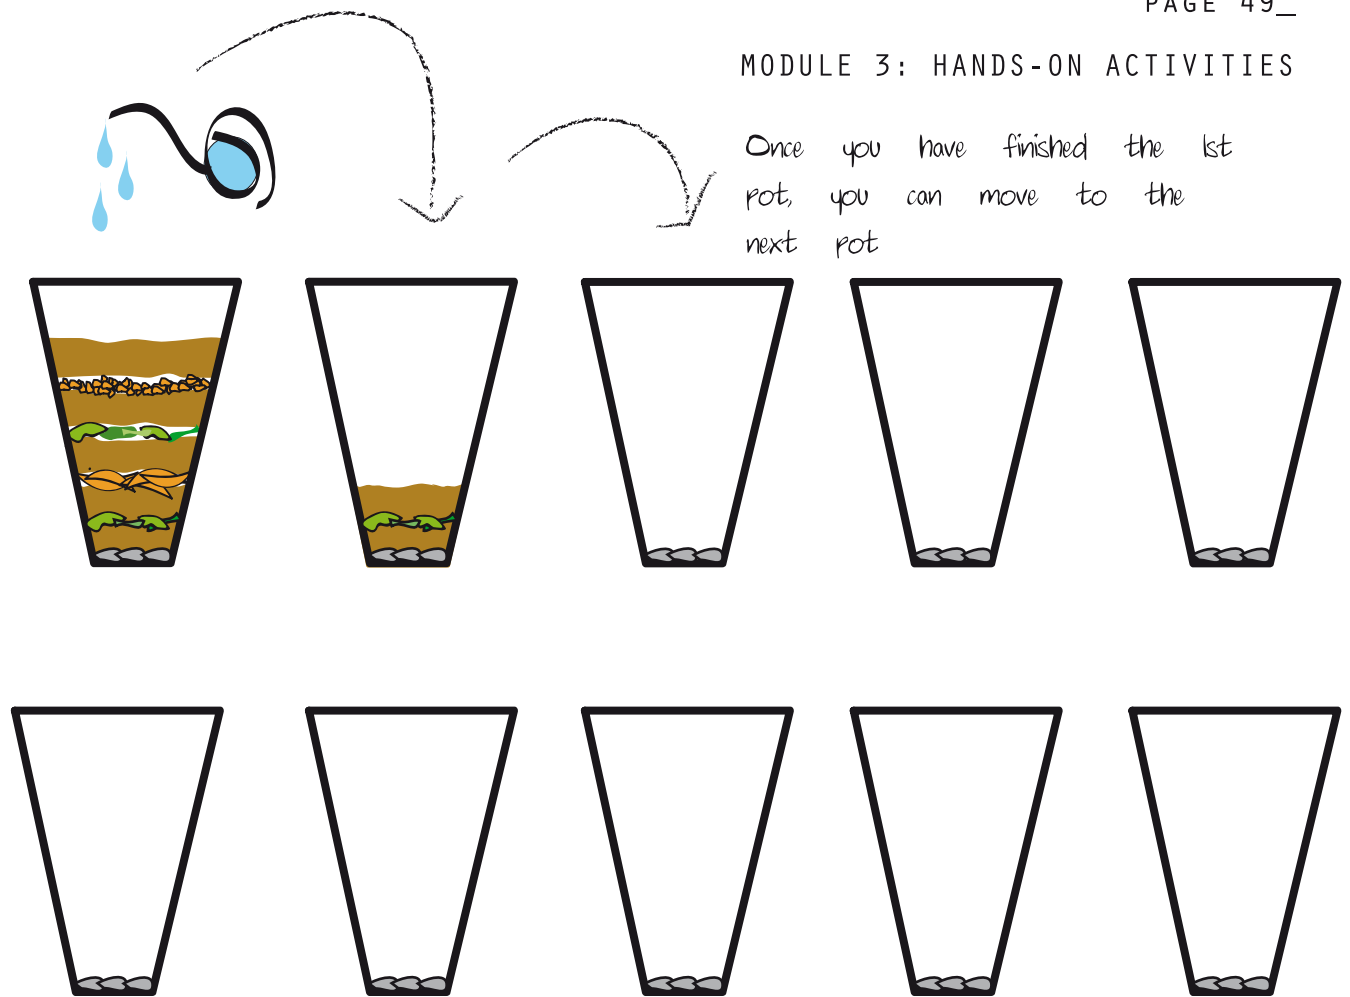 PAGE 49_
MODULE 3: HANDS-ON ACTIVITIES
Once you have finished the 1st
pot, you can move to the
next pot